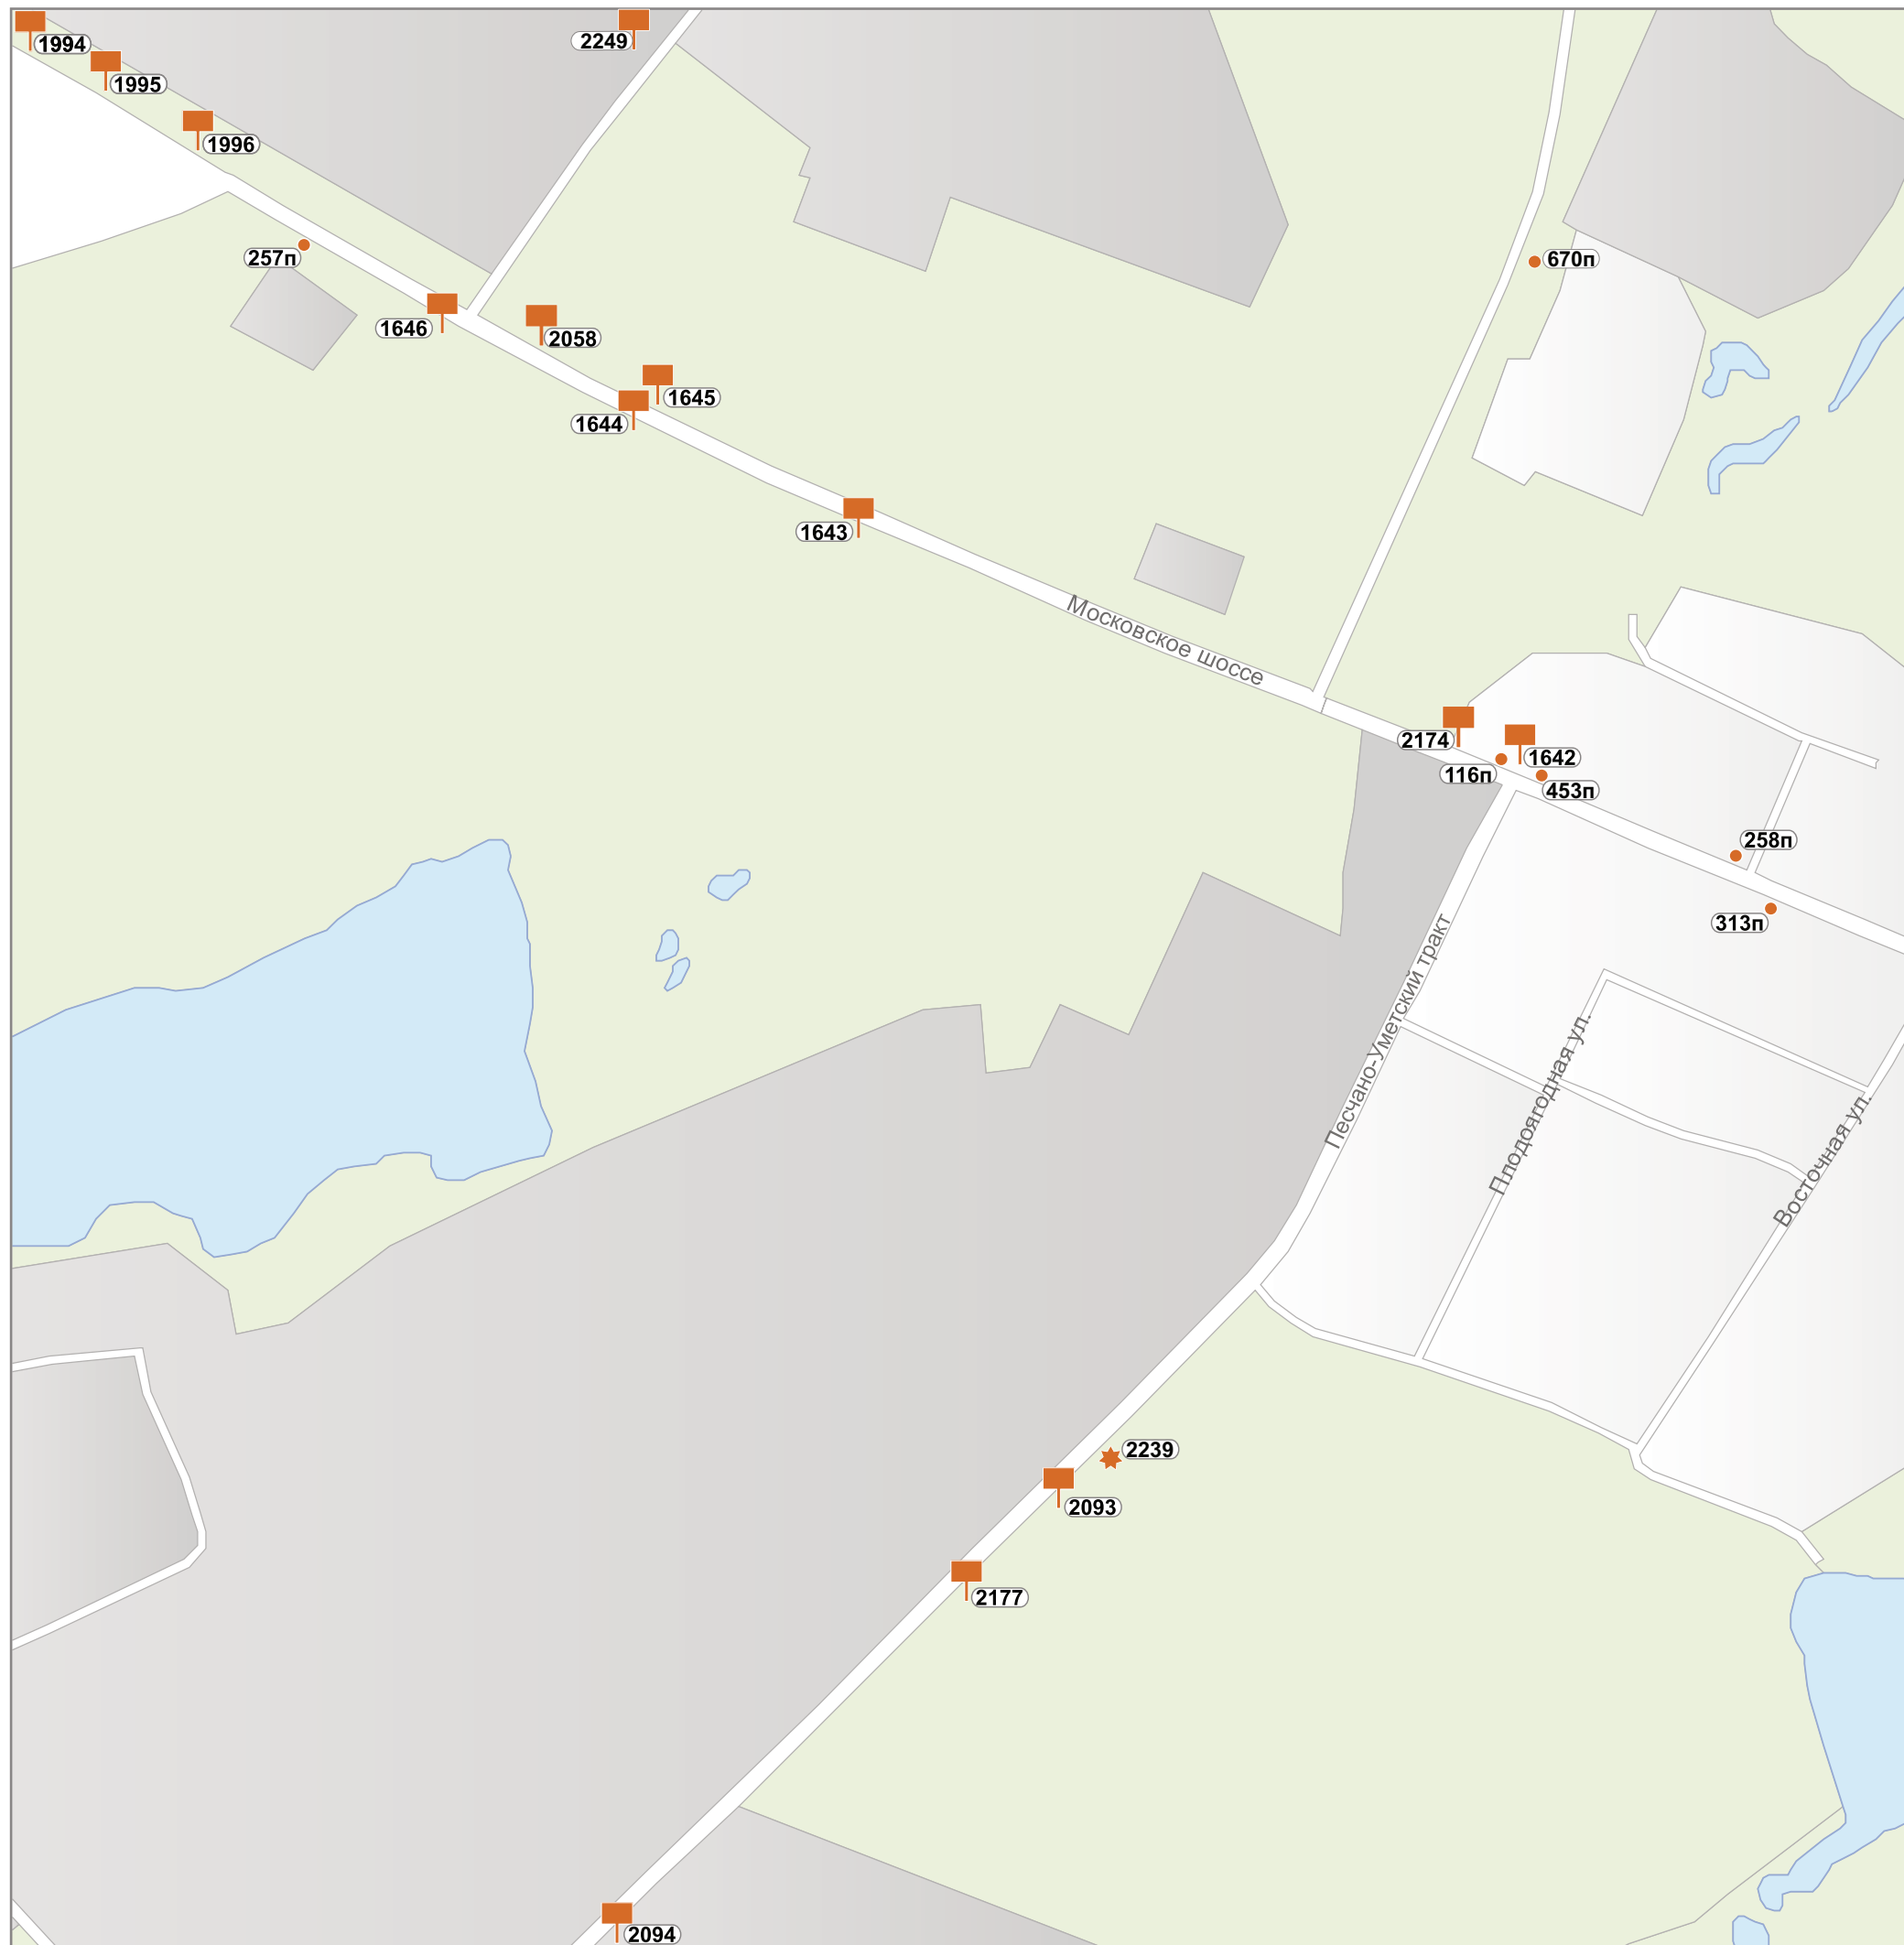 1994
2249
1995
1996
257п
670п
1646
2058
1645
1644
1643
Московское шоссе
2174
1642
116п
453п
258п
313п
Песчано-Уметский тракт
Плодоягодная ул.
Восточная ул.
2239
2093
2177
2094